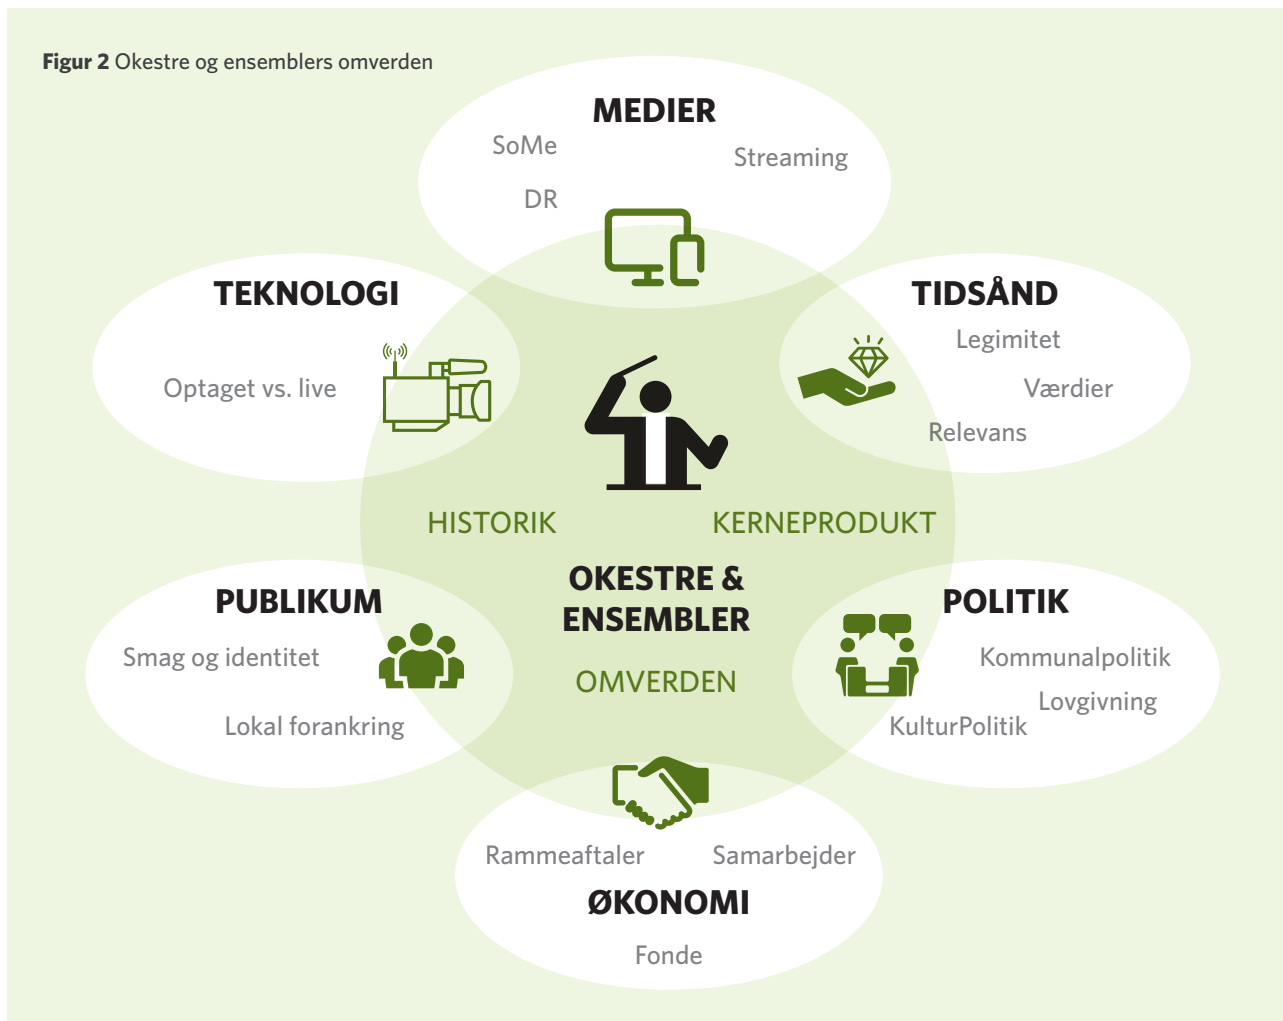 Figur 2 Okestre og ensemblers omverden
MEDIER
SoMe
Streaming
DR
TEKNOLOGI
Optaget vs. live
TIDSÅND
Legimitet
Værdier
Relevans
HISTORIK
KERNEPRODUKT
OKESTRE &
ENSEMBLER
OMVERDEN
PUBLIKUM
Smag og identitet
Lokal forankring
POLITIK
Kommunalpolitik
Lovgivning
KulturPolitik
Rammeaftaler
Samarbejder
ØKONOMI
Fonde